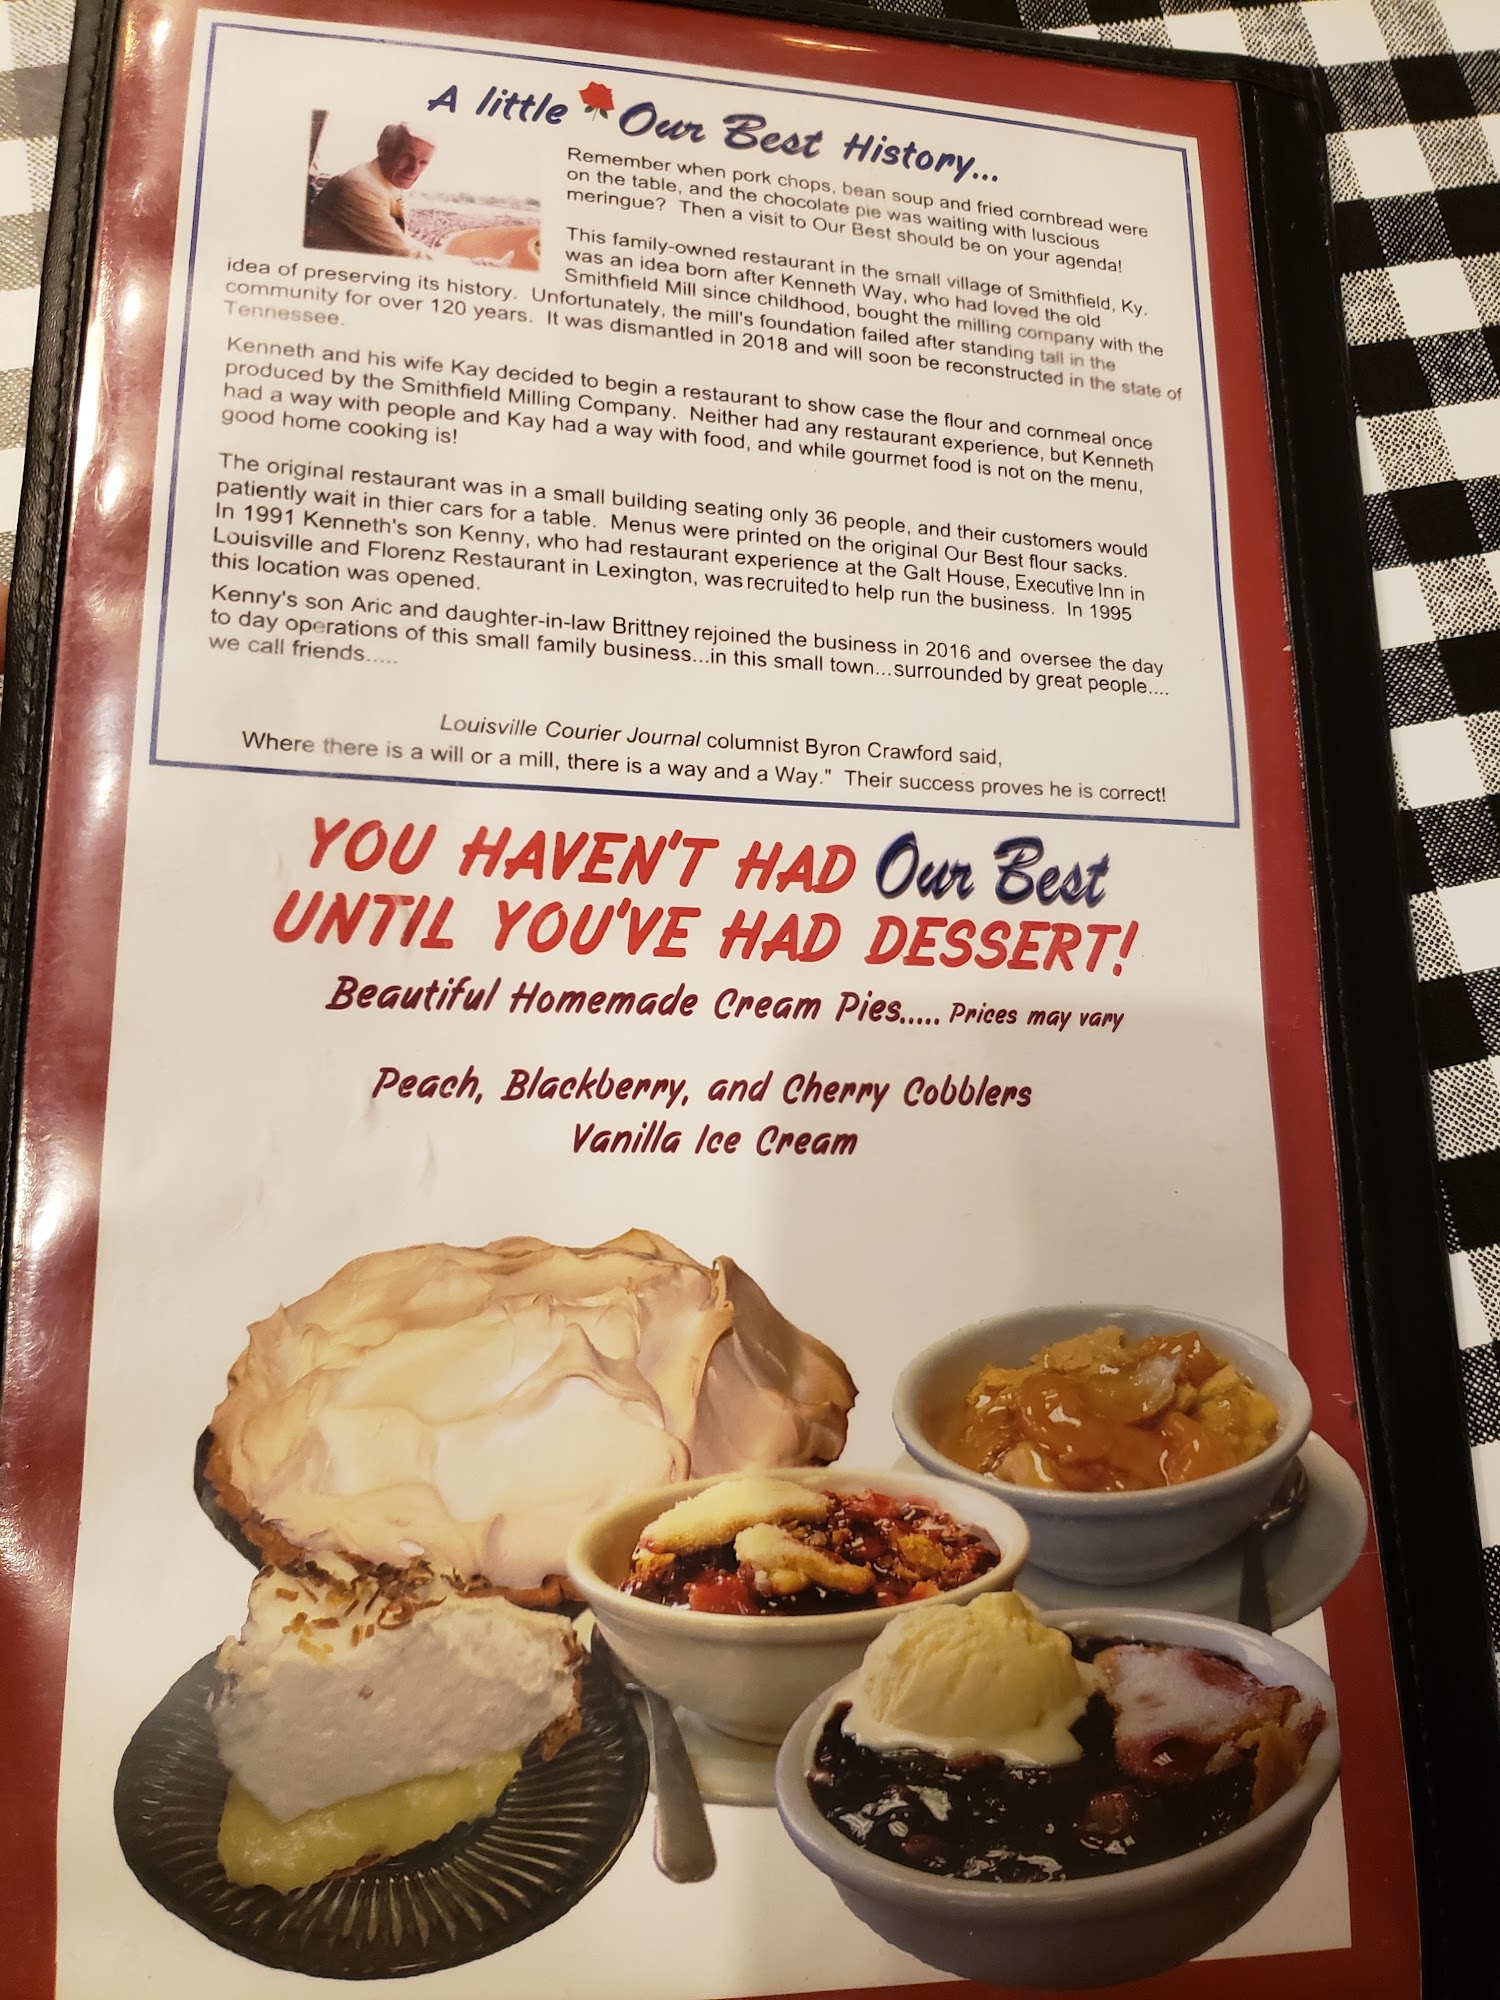 A little Our Best History...
Remember when pork chops, bean soup and fried cornbread were
on the table, and the chocolate pie was waiting with luscious
meringue?  Then a visit to Our Best should be on your agenda!
This family-owned restaurant in the small village of Smithfield, Ky.
was an idea born after Kenneth Way, who had loved the old
Smithfield Mill since childhood, bought the milling company with the
idea of preserving its history.  Unfortunately, the mill's foundation failed after standing tall in the
community for over 120 years.  It was dismantled in 2018 and will soon be reconstructed in the state of
Tennessee.
Kenneth and his wife Kay decided to begin a restaurant to show case the flour and cornmeal once
produced by the Smithfield Milling Company.  Neither had any restaurant experience, but Kenneth
had a way with people and Kay had a way with food, and while gourmet food is not on the menu,
good home cooking is!
The original restaurant was in a small building seating only 36 people, and their customers would
patiently wait in thier cars for a table.  Menus were printed on the original Our Best flour sacks.
In 1991 Kenneth's son Kenny, who had restaurant experience at the Galt House, Executive Inn in
Louisville and Florenz Restaurant in Lexington, was recruited to help run the business.  In 1995
this location was opened.
Kenny's son Aric and daughter-in-law Brittney rejoined the business in 2016 and oversee the day
to day operations of this small family business...in this small town...surrounded by great people....
we call friends.....
Louisville Courier Journal columnist Byron Crawford said,
Where there is a will or a mill, there is a way and a Way."  Their success proves he is correct!
YOU HAVEN'T HAD Our Best
UNTIL YOU'VE HAD DESSERT!
Beautiful Homemade Cream Pies..... Prices may vary
Peach, Blackberry, and Cherry Cobblers
Vanilla Ice Cream